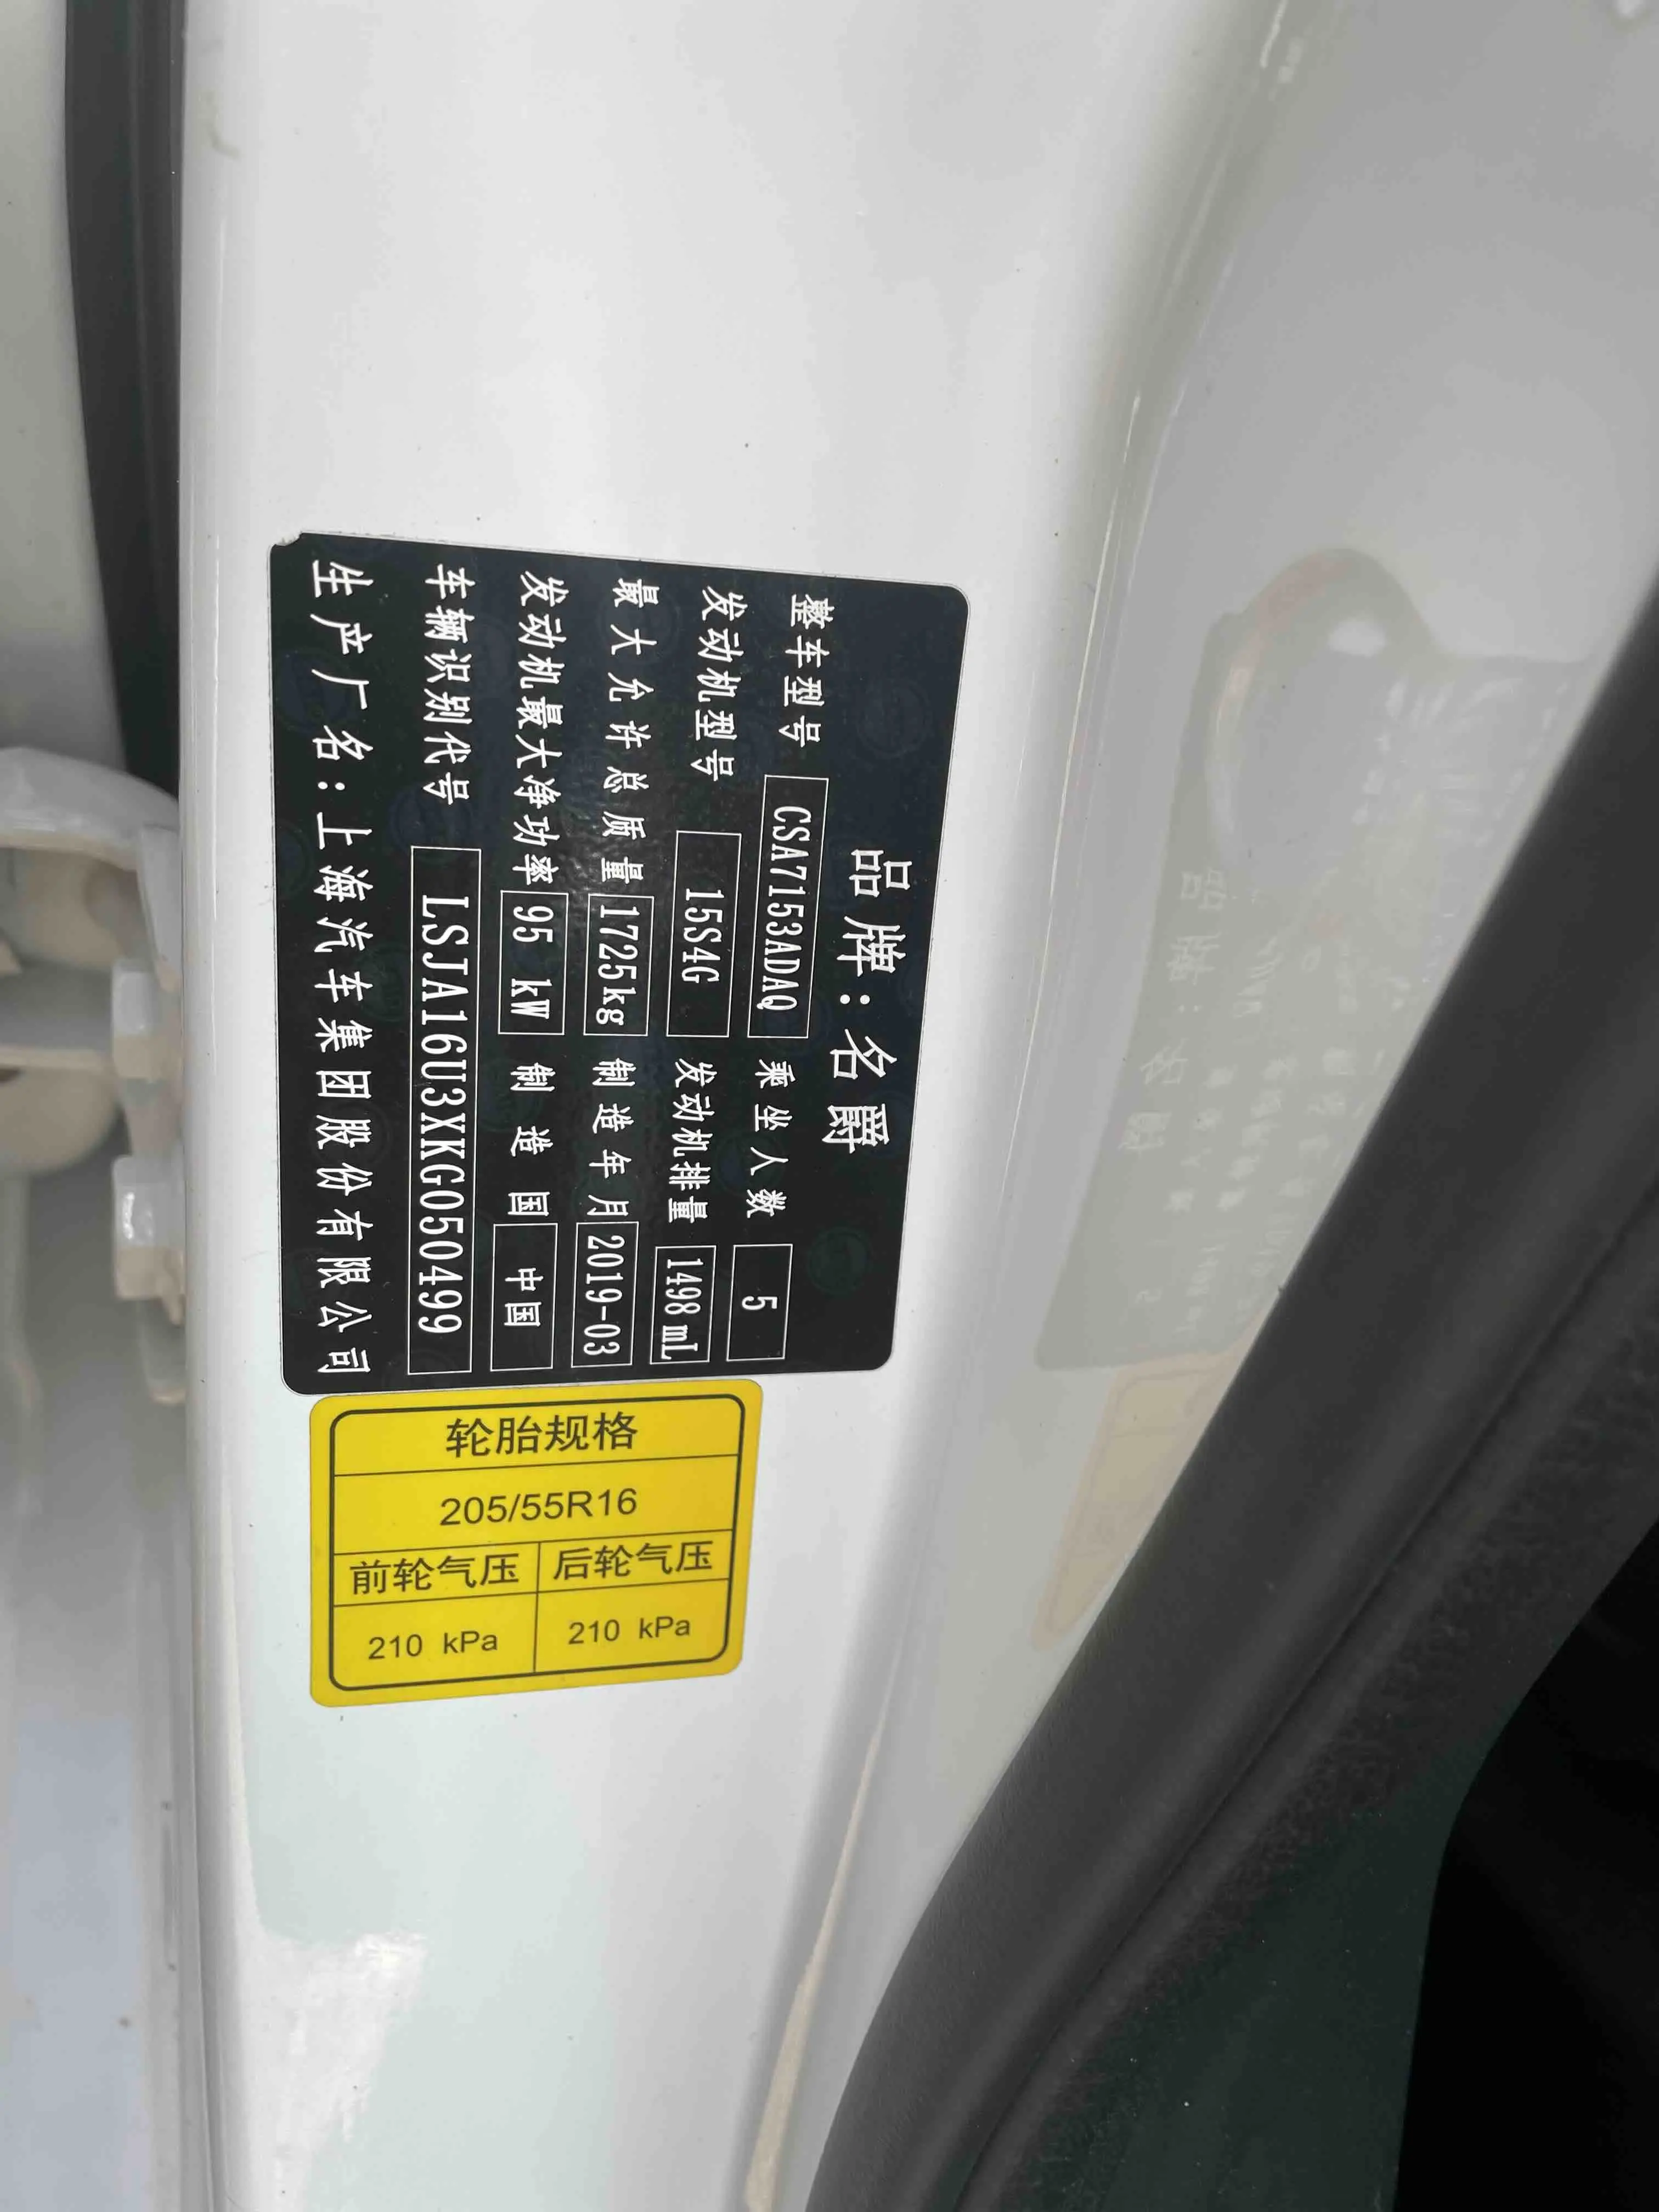 品牌：名爵
整车型号 CSA7153ADAQ 乘坐人数 5
发动机型号 15S4G 发动机排量 1498 mL
最大允许总质量 1725kg 制造年月 2019-03
发动机最大净功率 95 kW 制造国 中国
车辆识别代号 LSJA16U3XKG050499
生产厂名：上海汽车集团股份有限公司
轮胎规格
205/55R16
前轮气压 后轮气压
210 kPa 210 kPa